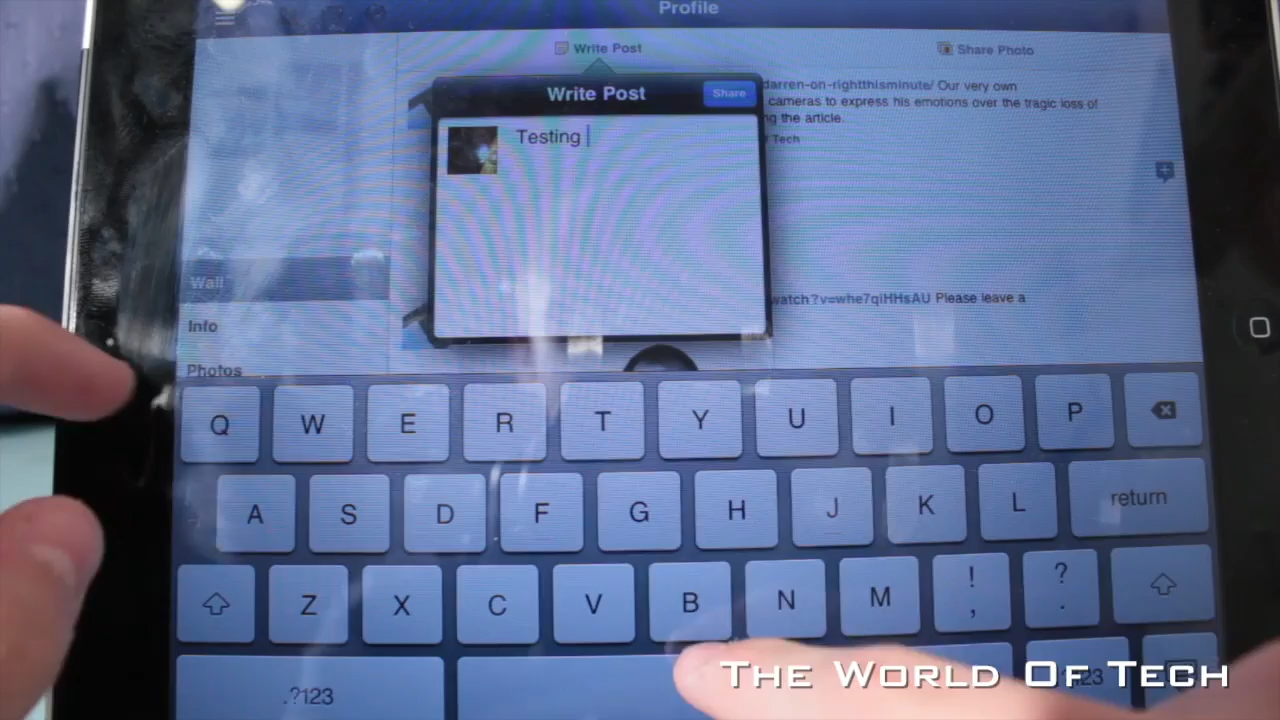 Profile
Write Post
Share Photo
Write Post
Share
darren-on-rightthisminute/ Our very own
cameras to express his emotions over the tragic loss of
the article.
Tech
Testing
Wall
Info
Photos
watch?v=whe7qiHHsAU Please leave a
Q W E R T Y U I O P
A S D F G H J K L return
Z X C V B N M ! , ? .
.?123
THE WORLD OF TECH